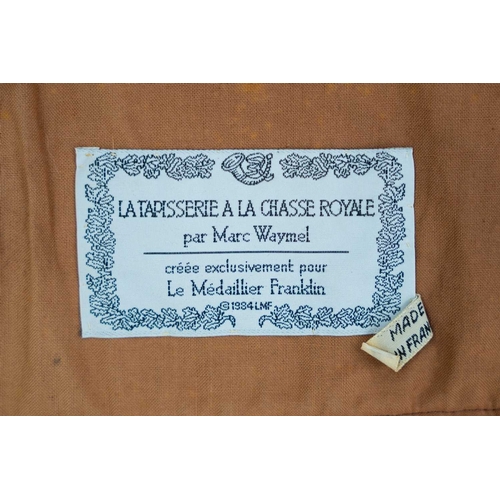 LA TAPISSERIE A LA CHASSE ROYALE
par Marc Waymel
créée exclusivement pour
Le Médaillier Franklin
© 1984 LMF
MADE
IN FRAN